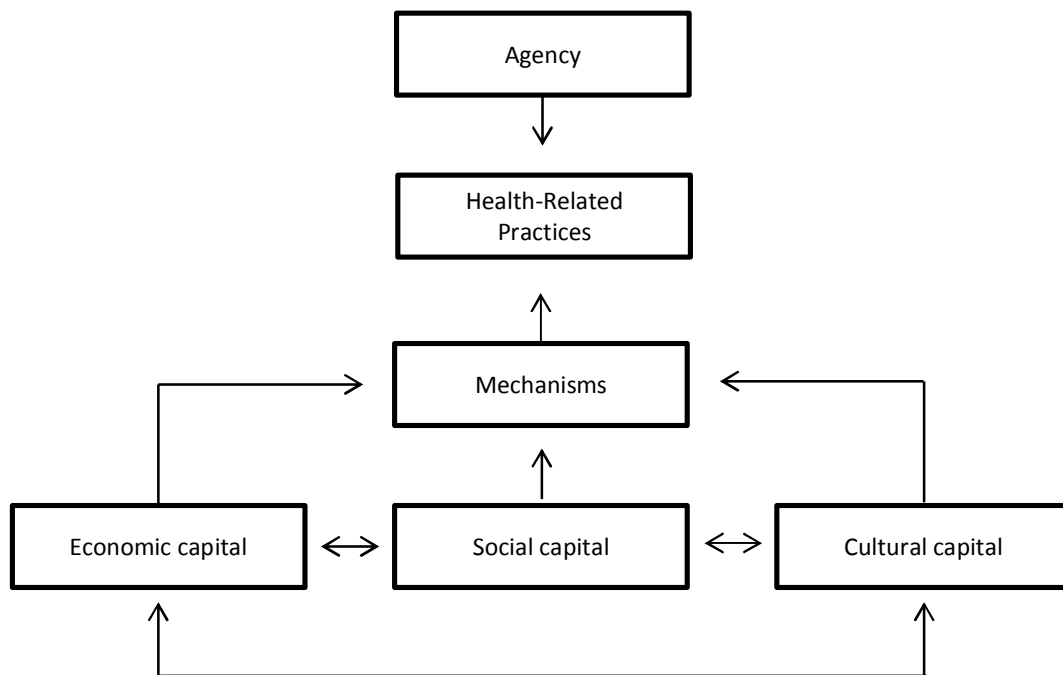 Agency
Health-Related
Practices
Mechanisms
Economic capital
Social capital
Cultural capital